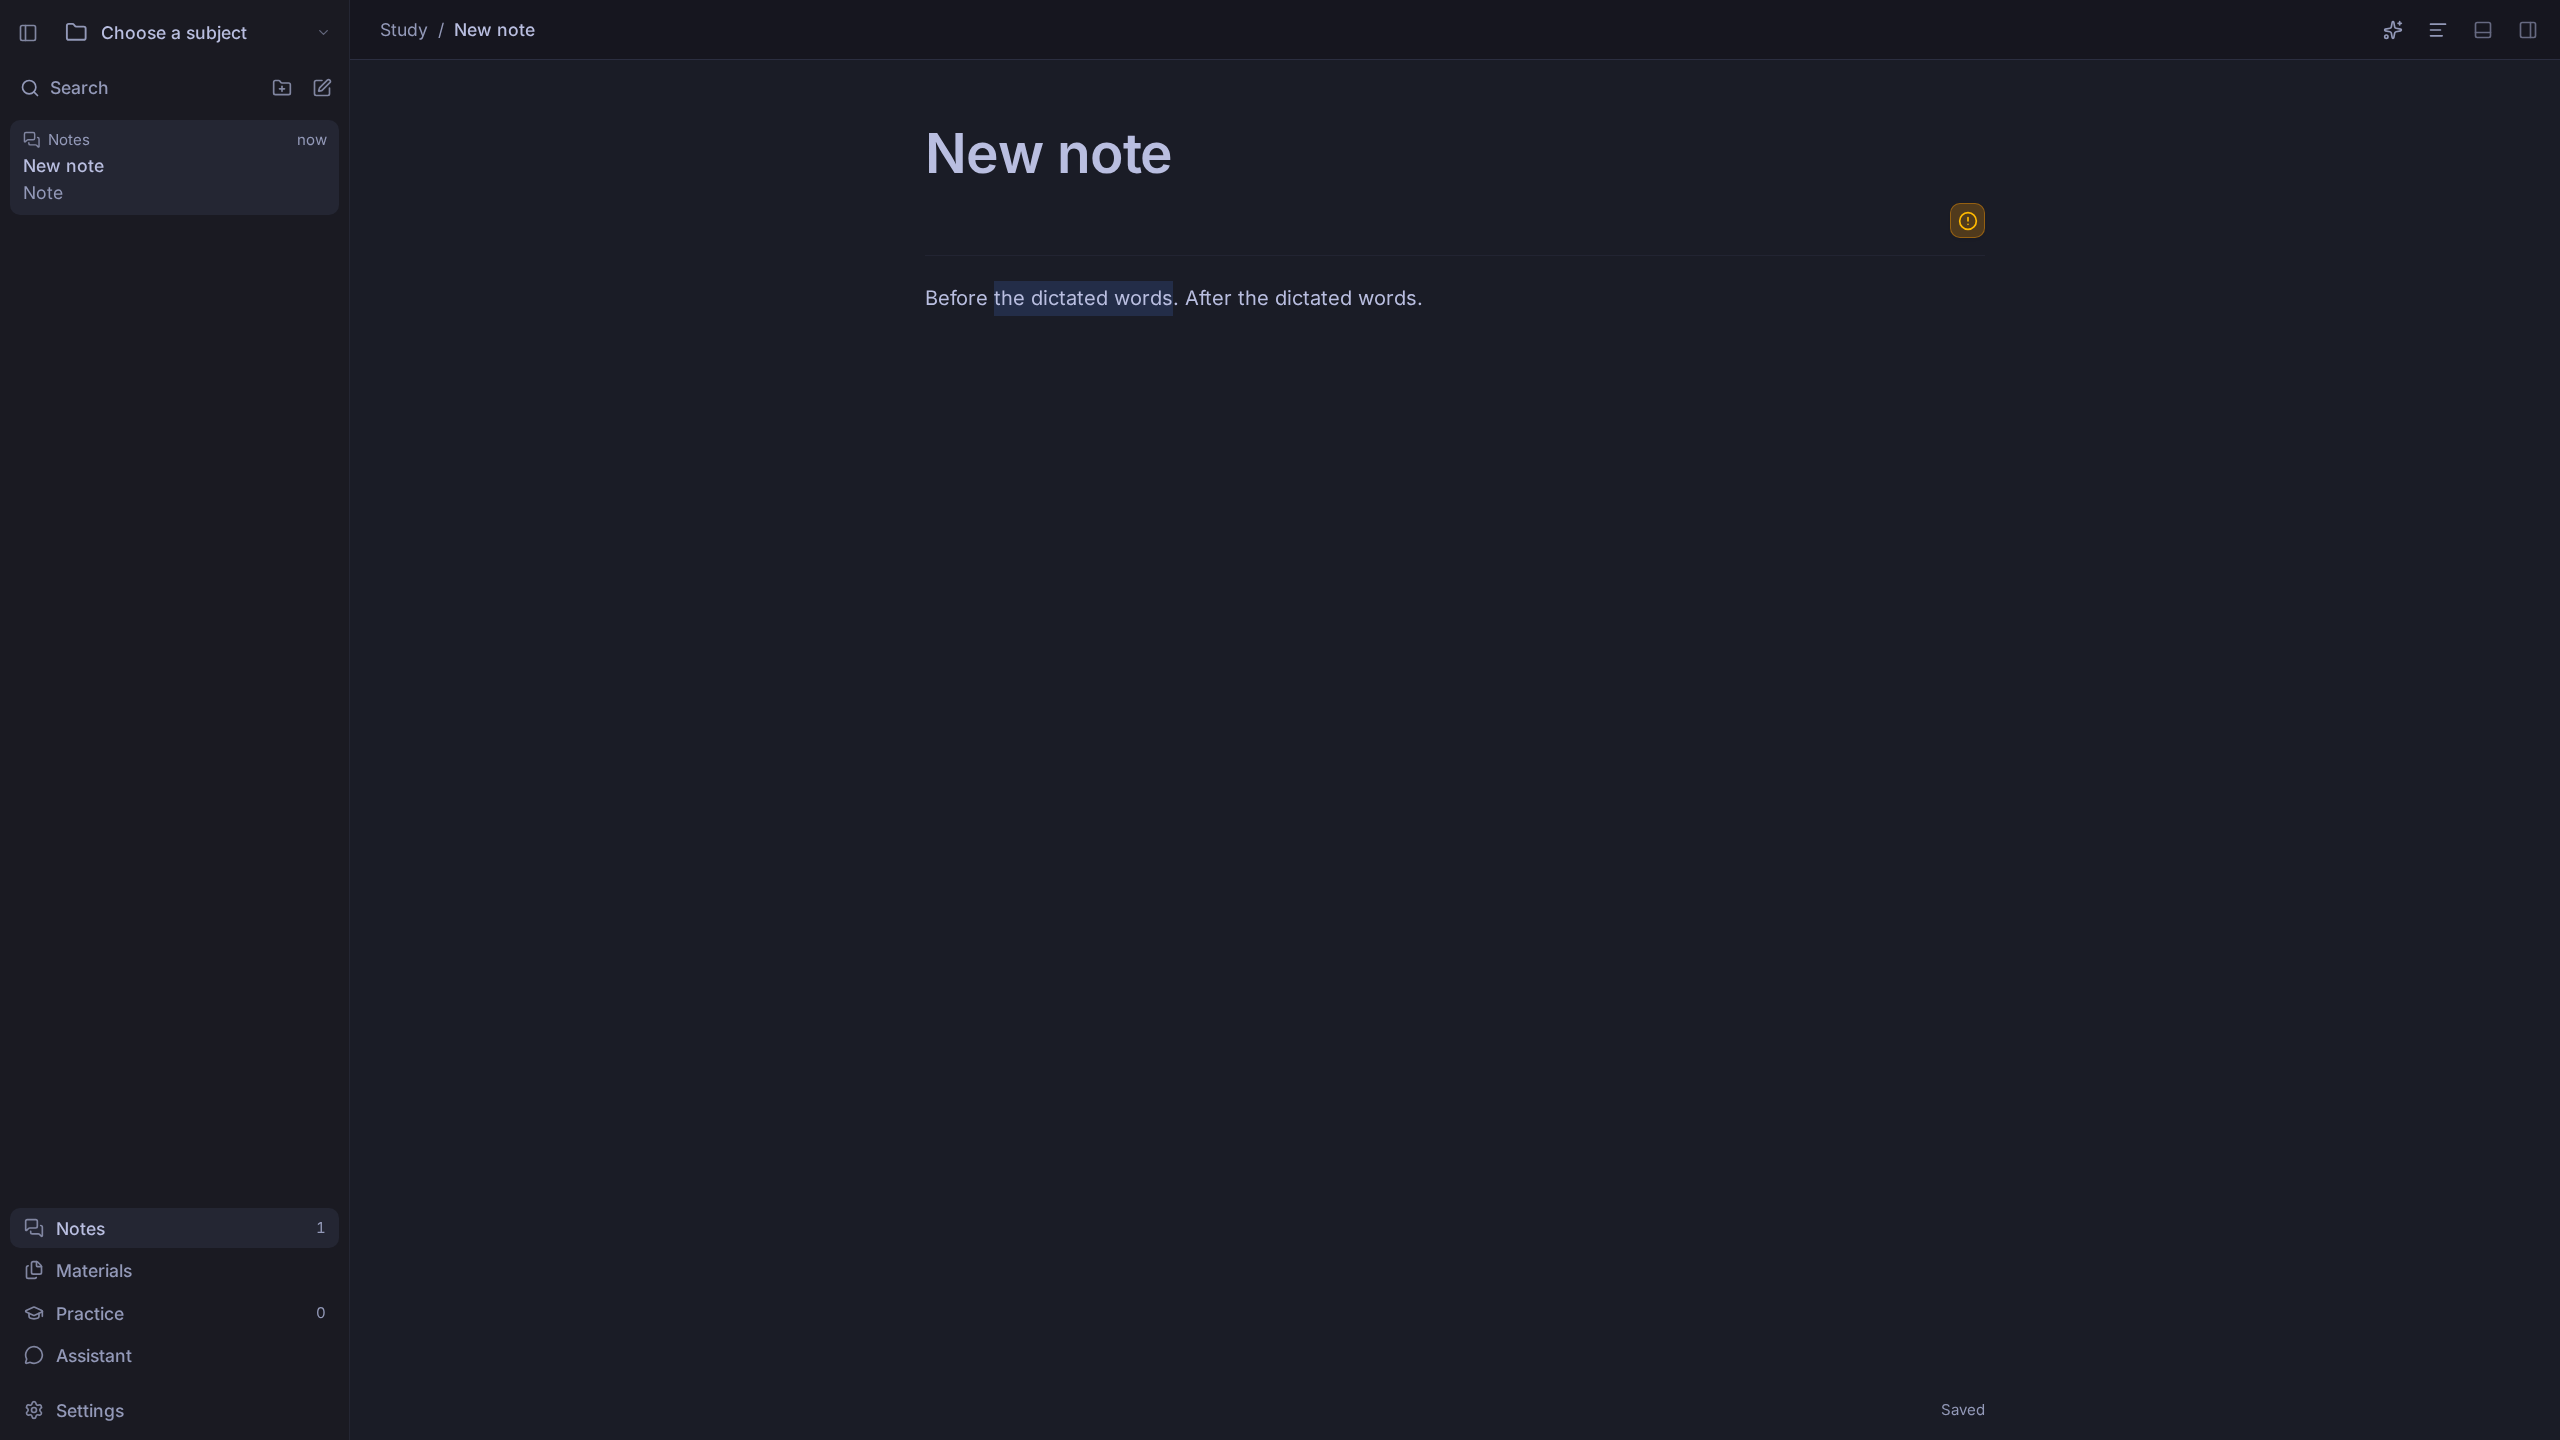 Choose a subject
Search
Notes now
New note
Note
Notes 1
Materials
Practice 0
Assistant
Settings
Study / New note
New note
Before the dictated words. After the dictated words.
Saved